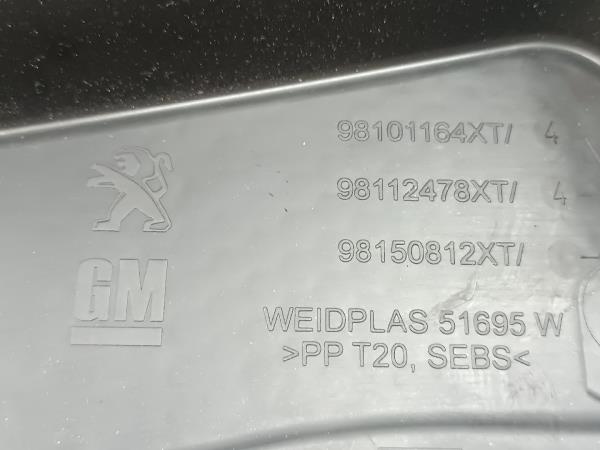 98101164XT/ 4
98112478XT/ 4
98150812XT/
GM
WEIDPLAS 51695 W
>PP T20, SEBS<